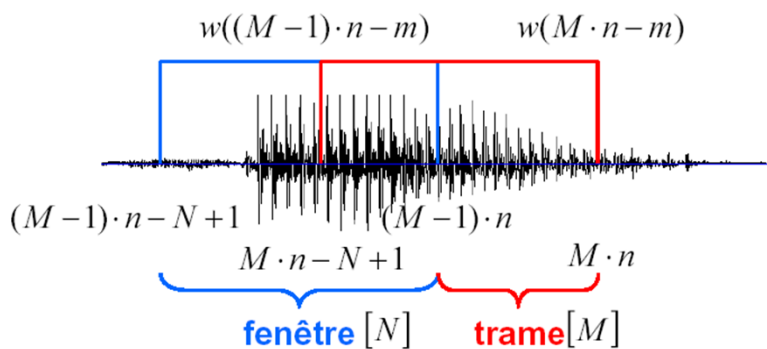 w((M−1)·n−m) w(M·n−m)
(M−1)·n−N+1 (M−1)·n
M·n−N+1 M·n
fenêtre [N] trame[M]